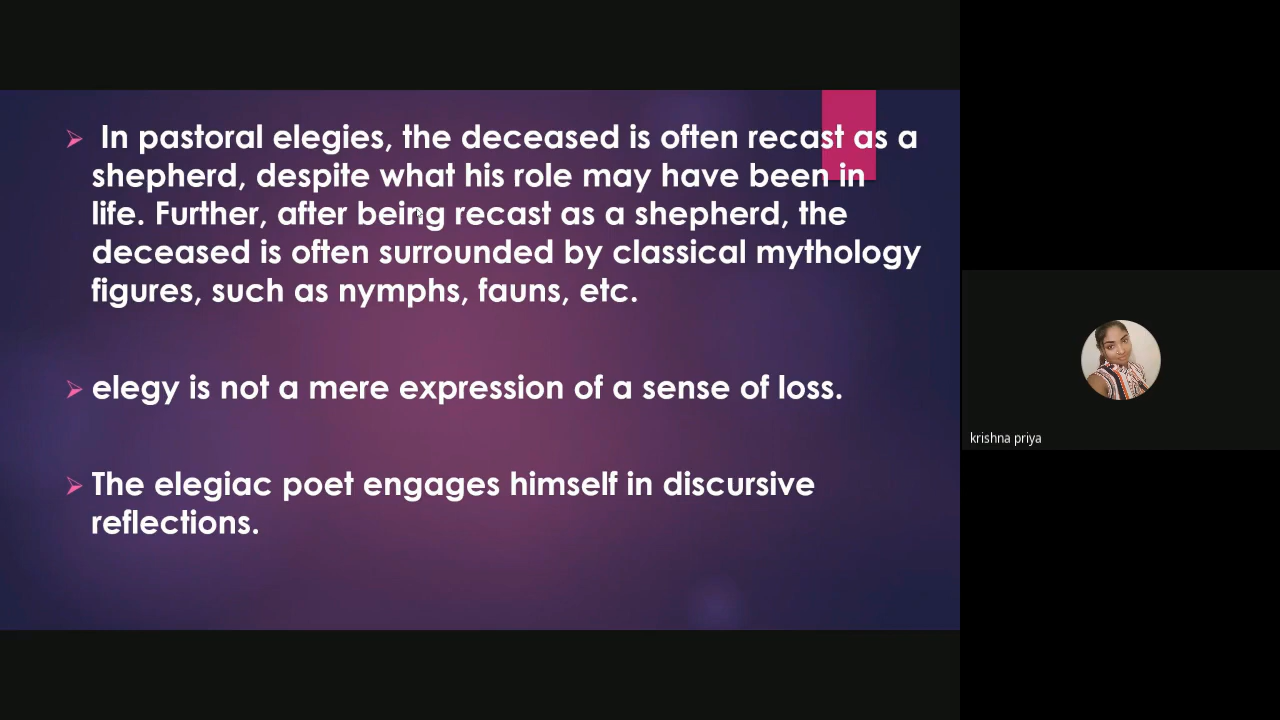 In pastoral elegies, the deceased is often recast as a
shepherd, despite what his role may have been in
life. Further, after being recast as a shepherd, the
deceased is often surrounded by classical mythology
figures, such as nymphs, fauns, etc.
elegy is not a mere expression of a sense of loss.
The elegiac poet engages himself in discursive
reflections.
krishna priya